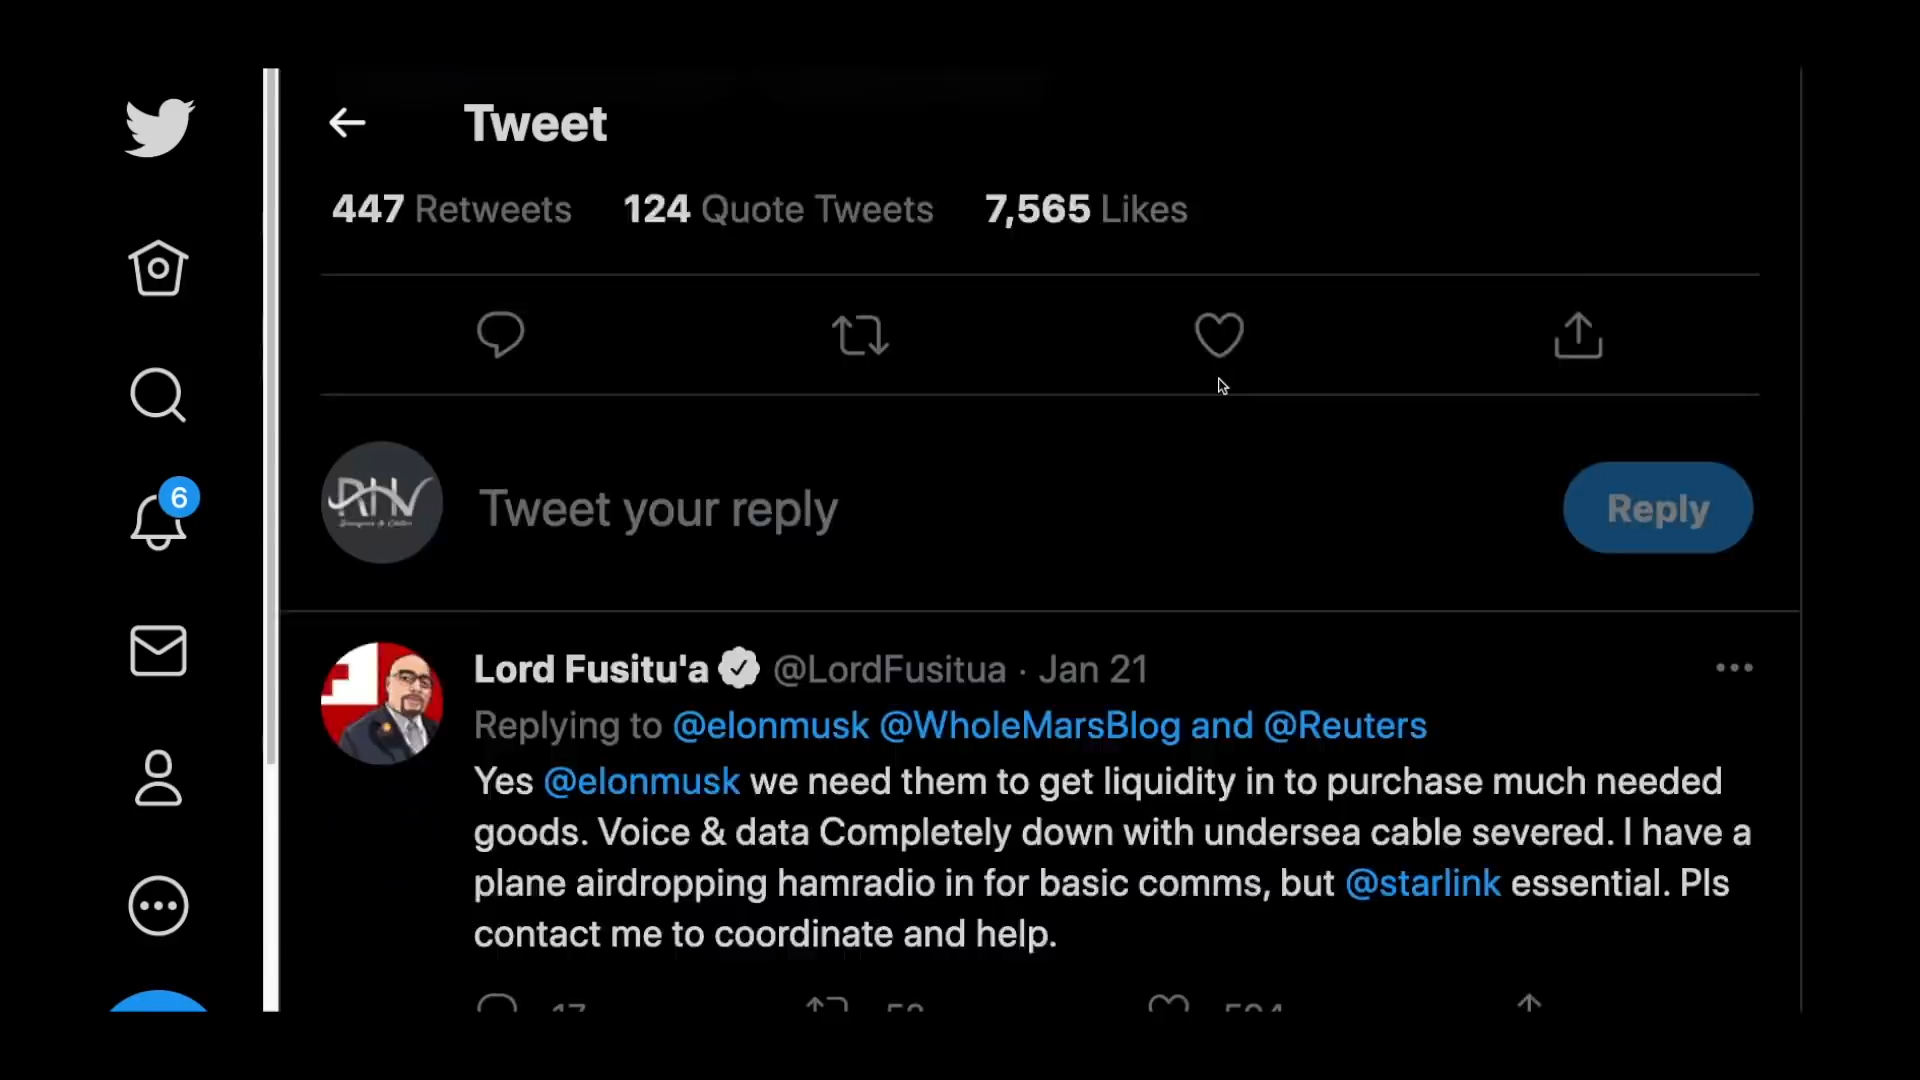 Tweet
447 Retweets 124 Quote Tweets 7,565 Likes
6
Tweet your reply
Reply
Lord Fusitu'a @LordFusitua · Jan 21
Replying to @elonmusk @WholeMarsBlog and @Reuters
Yes @elonmusk we need them to get liquidity in to purchase much needed
goods. Voice & data Completely down with undersea cable severed. I have a
plane airdropping hamradio in for basic comms, but @starlink essential. Pls
contact me to coordinate and help.